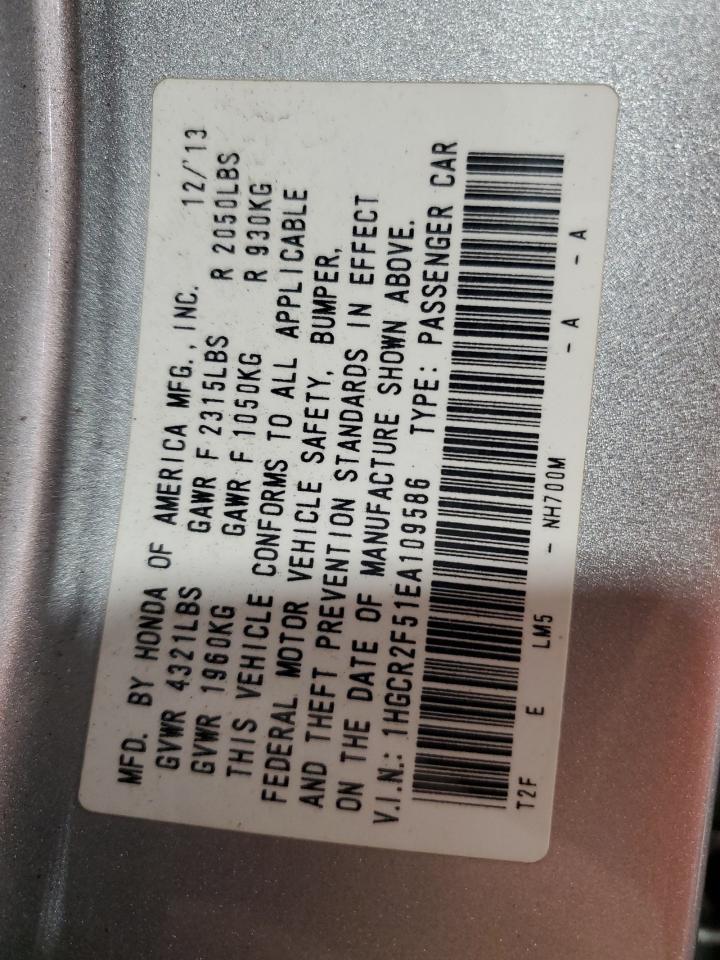 MFD. BY HONDA OF AMERICA MFG., INC. 12/'13
GVWR 4321LBS GAWR F 2315LBS R 2050LBS
GVWR 1960KG GAWR F 1050KG R 930KG
THIS VEHICLE CONFORMS TO ALL APPLICABLE
FEDERAL MOTOR VEHICLE SAFETY, BUMPER,
AND THEFT PREVENTION STANDARDS IN EFFECT
ON THE DATE OF MANUFACTURE SHOWN ABOVE.
V.I.N.: 1HGCR2F51EA109586 TYPE: PASSENGER CAR
T2F E LM5 - NH700M - A - A